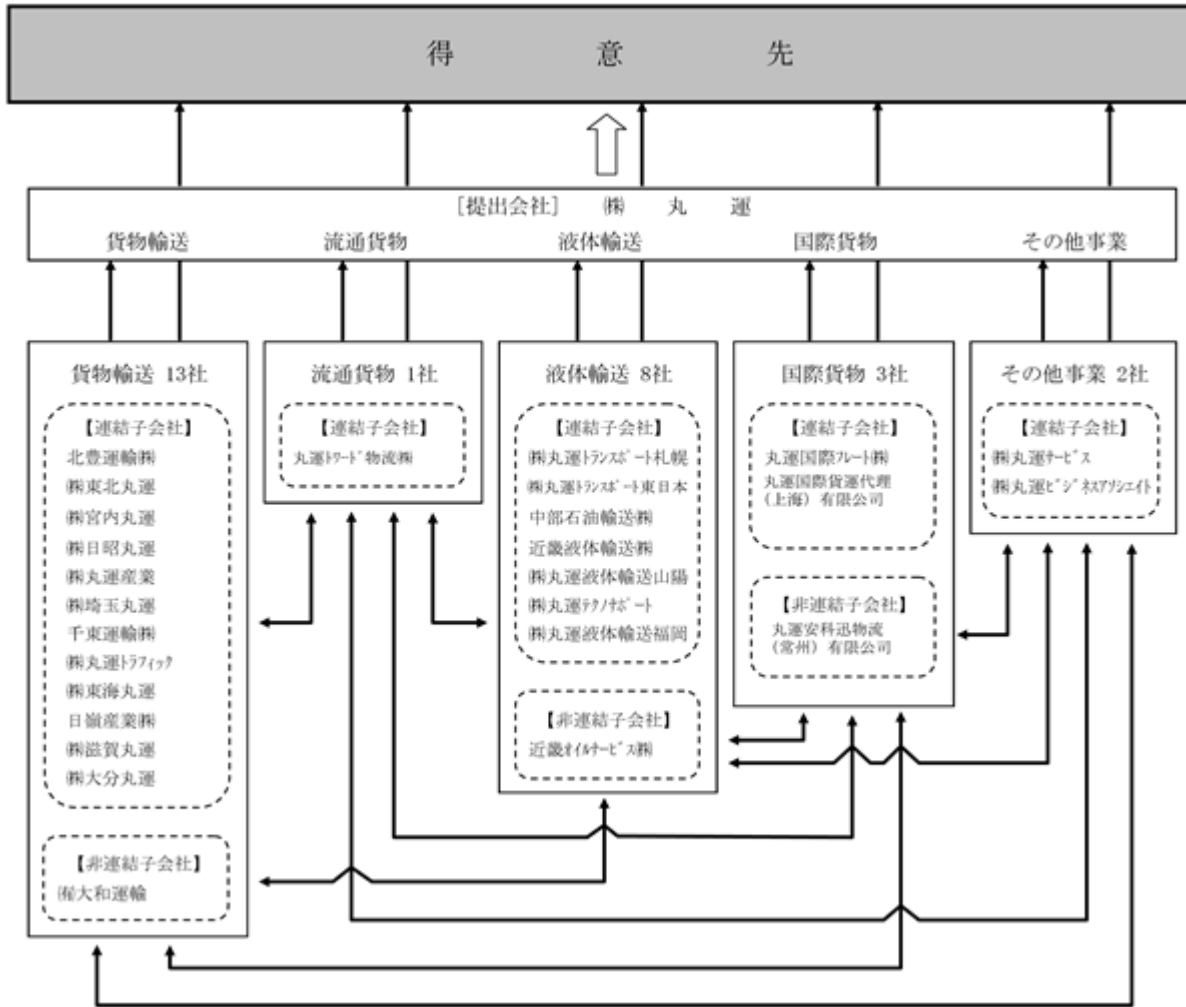 得意先
[提出会社] ㈱ 丸 運
貨物輸送 流通貨物 液体輸送 国際貨物 その他事業
貨物輸送 13社
【連結子会社】
北豊運輸㈱
㈱東北丸運
㈱宮内丸運
㈱日昭丸運
㈱丸運産業
㈱埼玉丸運
千東運輸㈱
㈱丸運トラフィック
㈱東海丸運
日嶺産業㈱
㈱滋賀丸運
㈱大分丸運
【非連結子会社】
㈲大和運輸
流通貨物 1社
【連結子会社】
丸運トワード物流㈱
液体輸送 8社
【連結子会社】
㈱丸運トランスポート札幌
㈱丸運トランスポート東日本
中部石油輸送㈱
近畿液体輸送㈱
㈱丸運液体輸送山陽
㈱丸運テクノサポート
㈱丸運液体輸送福岡
【非連結子会社】
近畿オイルサービス㈱
国際貨物 3社
【連結子会社】
丸運国際フレート㈱
丸運国際貨運代理
(上海)有限公司
【非連結子会社】
丸運安科迅物流
(常州)有限公司
その他事業 2社
【連結子会社】
㈱丸運サービス
㈱丸運ビジネスアソシエイト